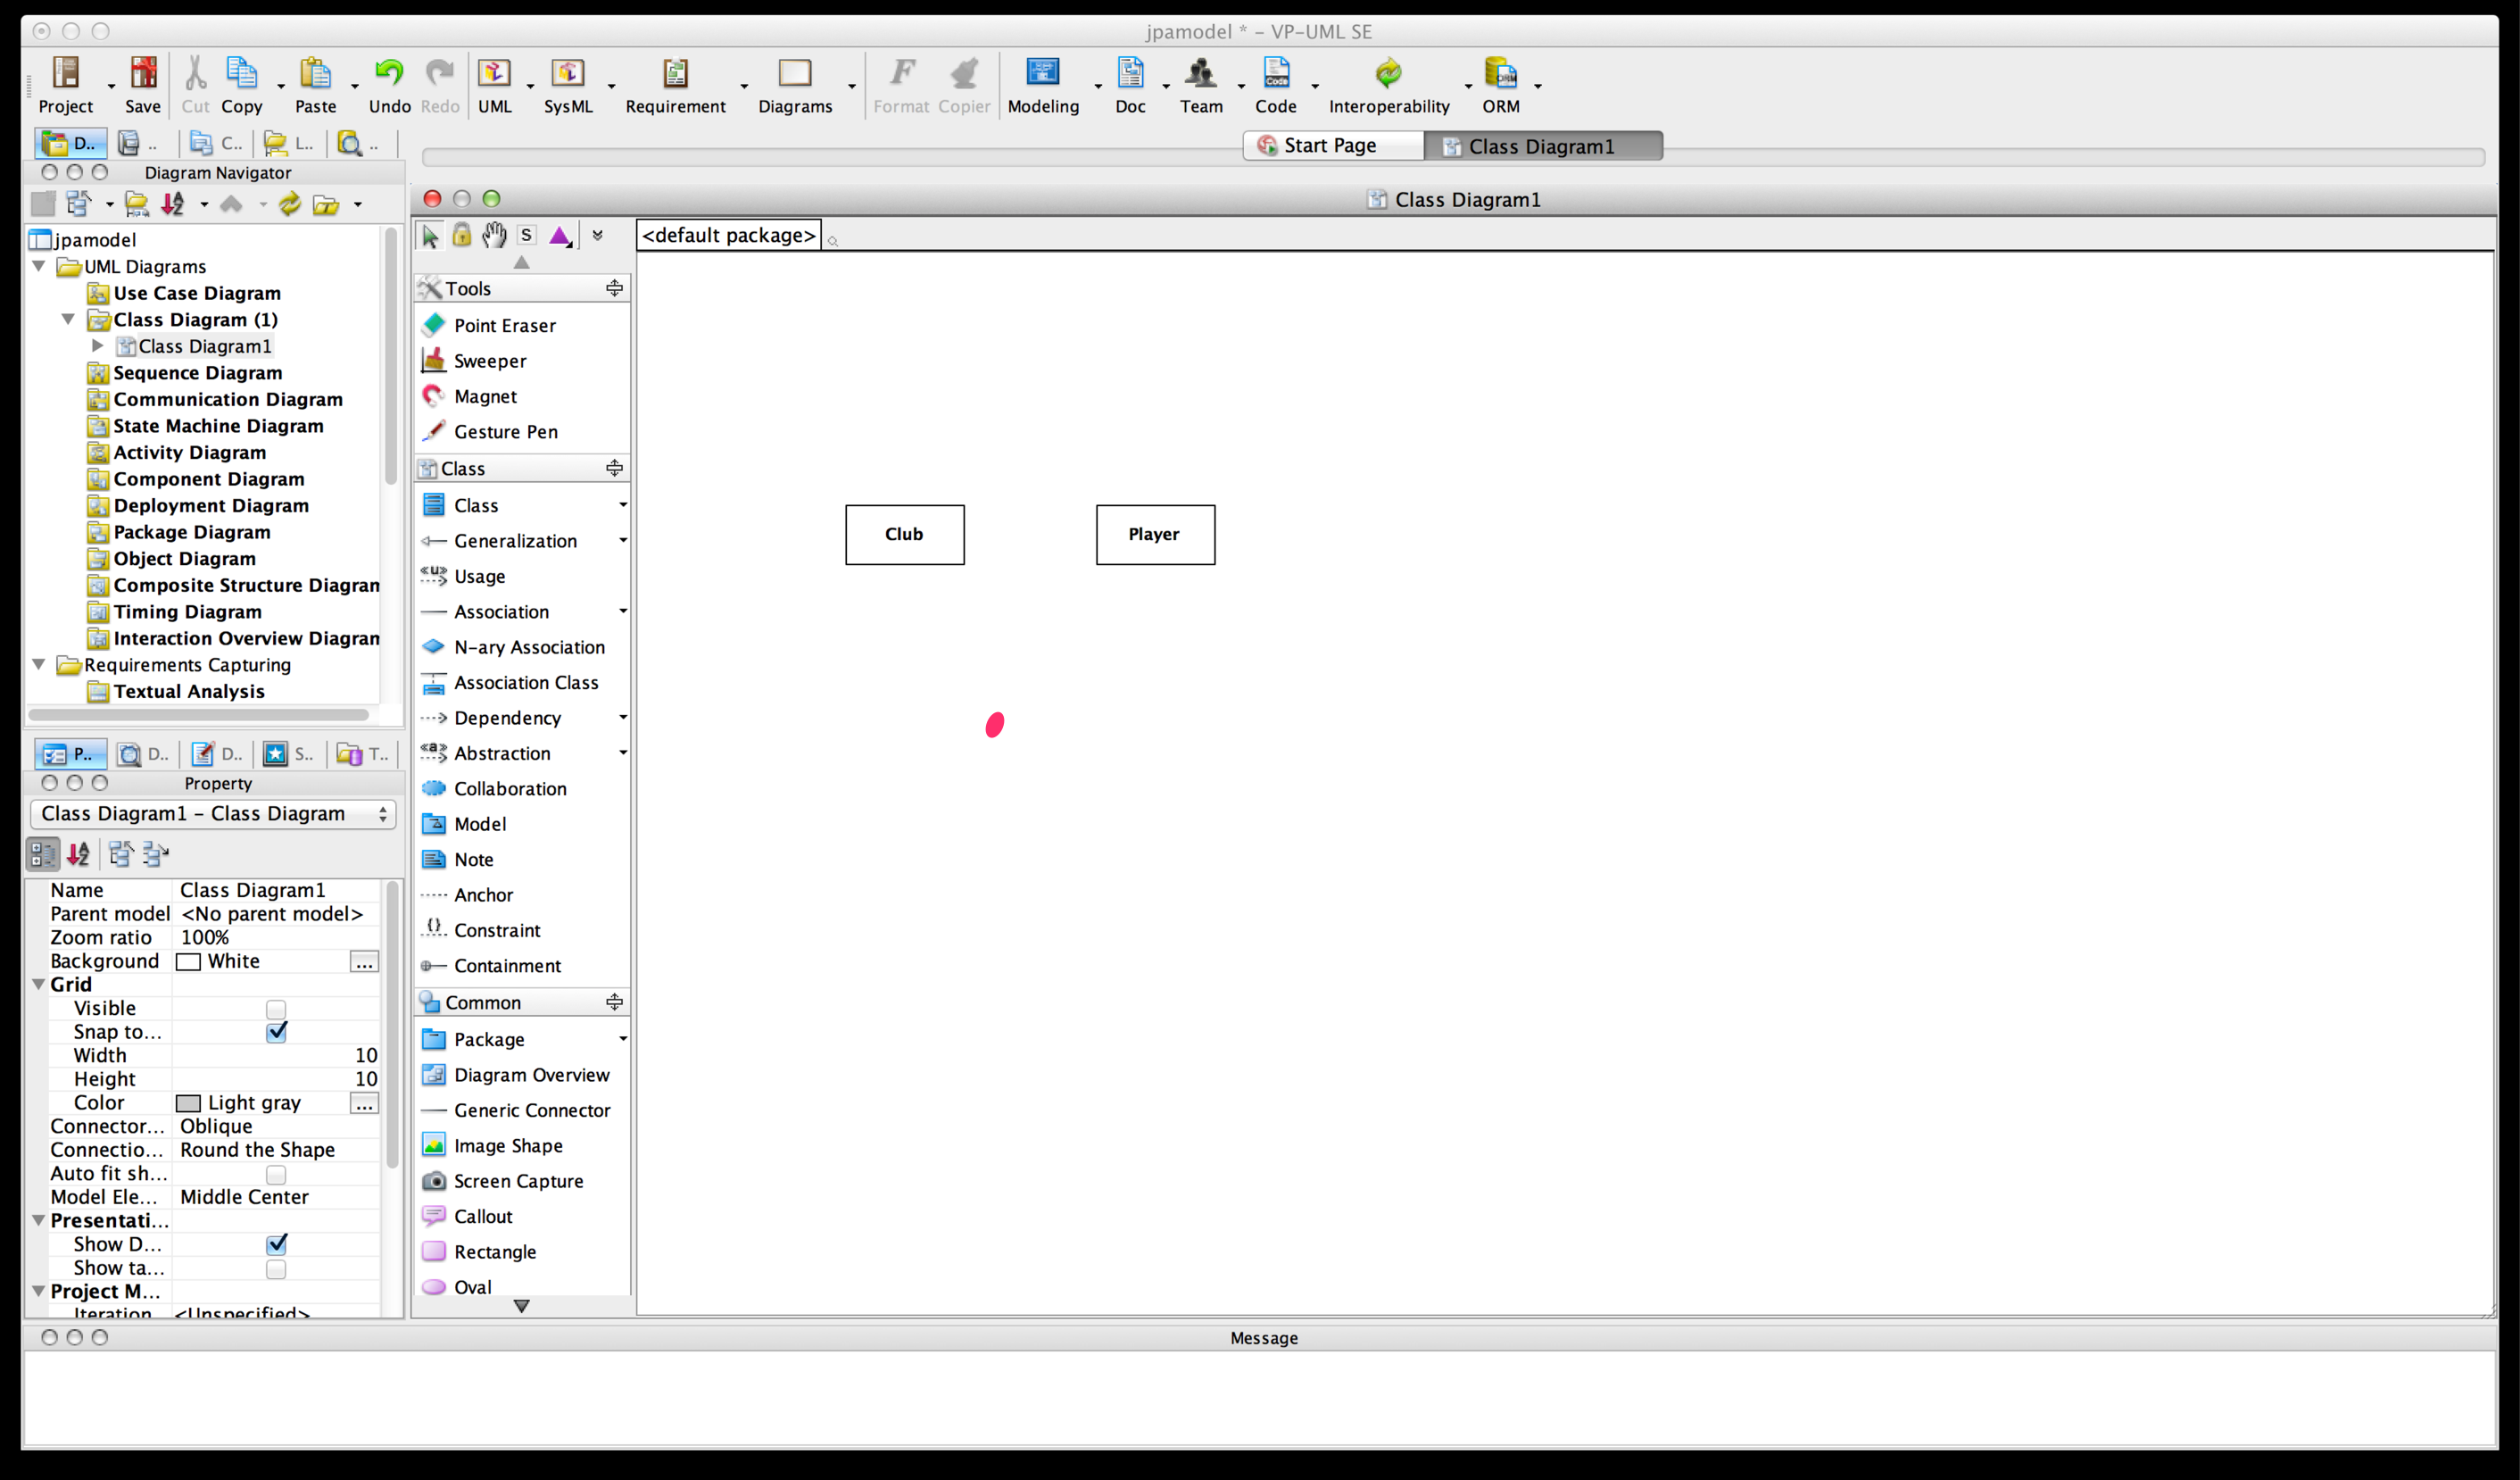 jpamodel * – VP-UML SE
Project Save Cut Copy Paste Undo Redo UML SysML Requirement Diagrams Format Copier Modeling Doc Team Code Interoperability ORM
D.. .. C.. L.. ..
Start Page Class Diagram1
Diagram Navigator
Class Diagram1
jpamodel
UML Diagrams
Use Case Diagram
Class Diagram (1)
Class Diagram1
Sequence Diagram
Communication Diagram
State Machine Diagram
Activity Diagram
Component Diagram
Deployment Diagram
Package Diagram
Object Diagram
Composite Structure Diagram
Timing Diagram
Interaction Overview Diagram
Requirements Capturing
Textual Analysis
P.. D.. D.. S.. T..
Property
Class Diagram1 – Class Diagram
Name Class Diagram1
Parent model <No parent model>
Zoom ratio 100%
Background White ...
Grid
Visible
Snap to...
Width 10
Height 10
Color Light gray ...
Connector... Oblique
Connectio... Round the Shape
Auto fit sh...
Model Ele... Middle Center
Presentati...
Show D...
Show ta...
Project M...
Iteration <Unspecified>
S
<default package>
Tools
Point Eraser
Sweeper
Magnet
Gesture Pen
Class
Class
Generalization
«u» Usage
Association
N-ary Association
Association Class
Dependency
«a» Abstraction
Collaboration
Model
Note
Anchor
{} Constraint
Containment
Common
Package
Diagram Overview
Generic Connector
Image Shape
Screen Capture
Callout
Rectangle
Oval
Club
Player
Message